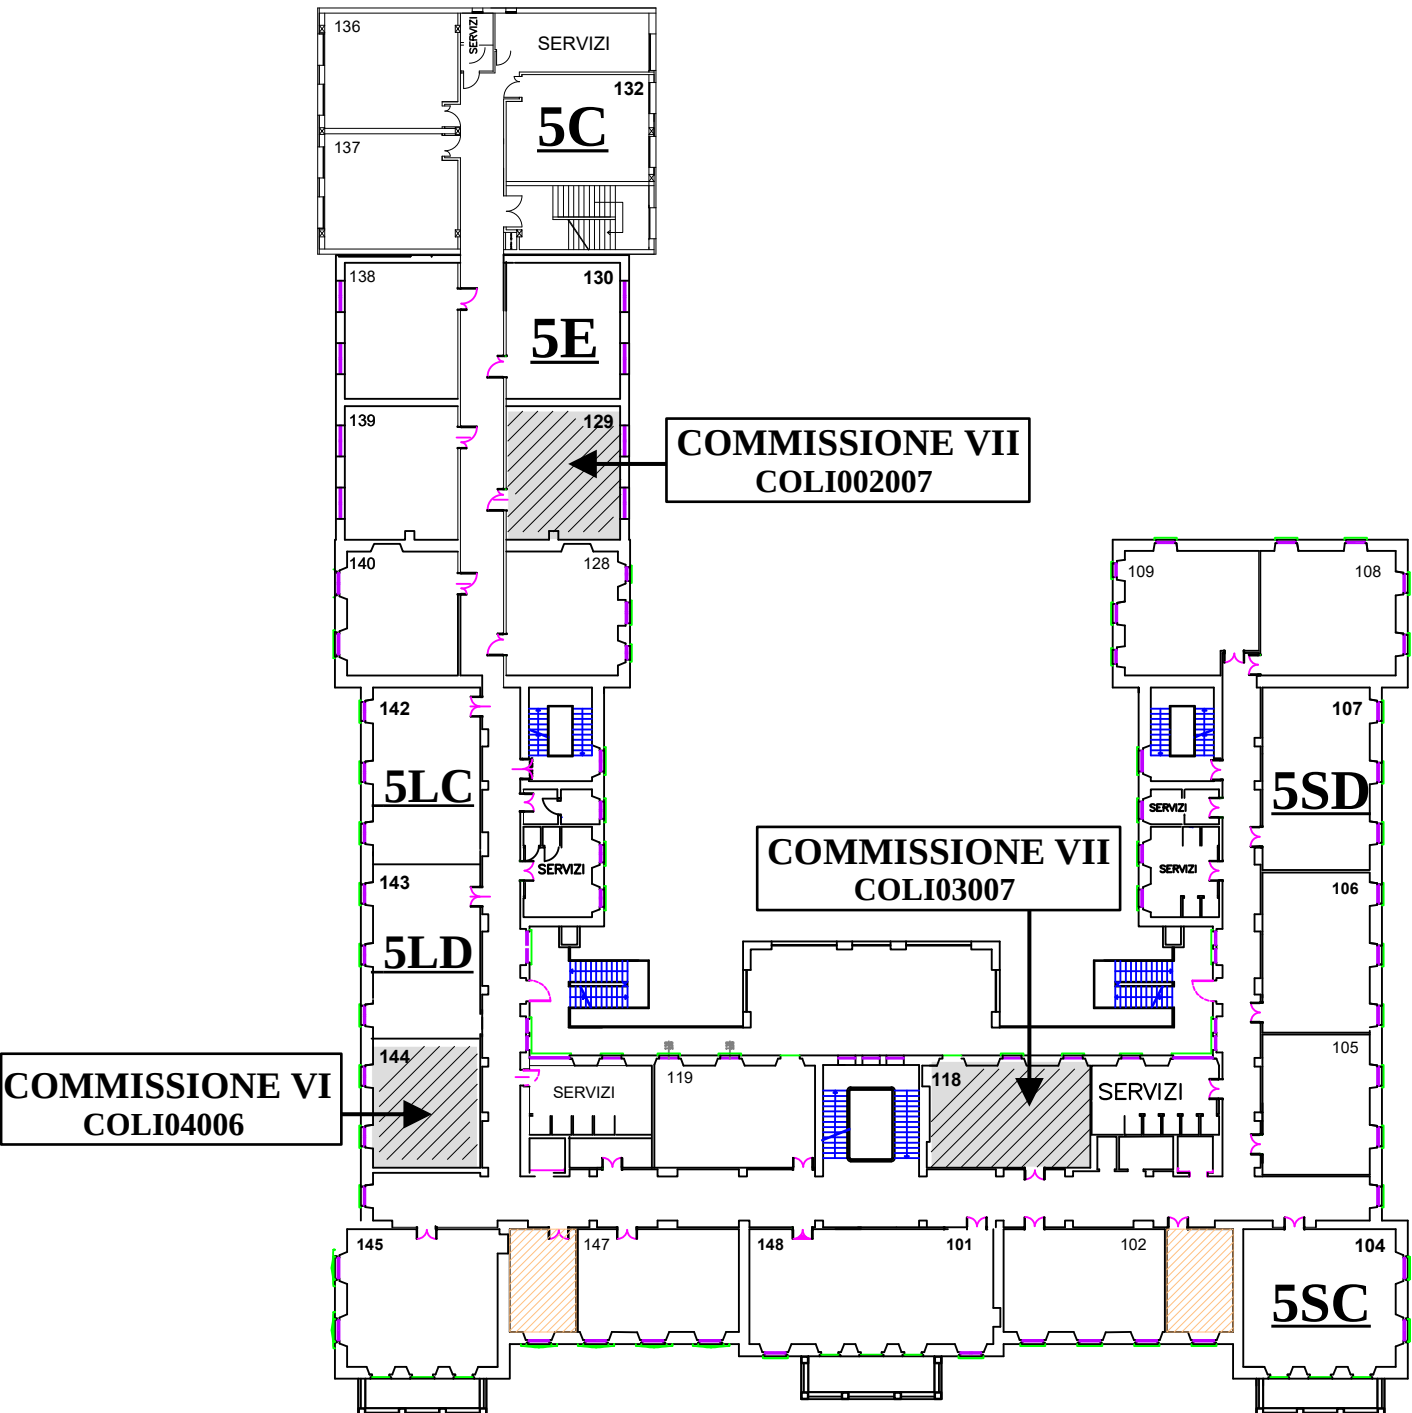 136
SERVIZI
SERVIZI
132
5C
137
138
130
5E
139
129
COMMISSIONE VII
COLI002007
140
128
109
108
142
107
5LC
5SD
SERVIZI
COMMISSIONE VII
COLI03007
SERVIZI
SERVIZI
143
106
5LD
144
105
COMMISSIONE VI
COLI04006
SERVIZI
119
118
SERVIZI
145
147
148
101
102
104
5SC